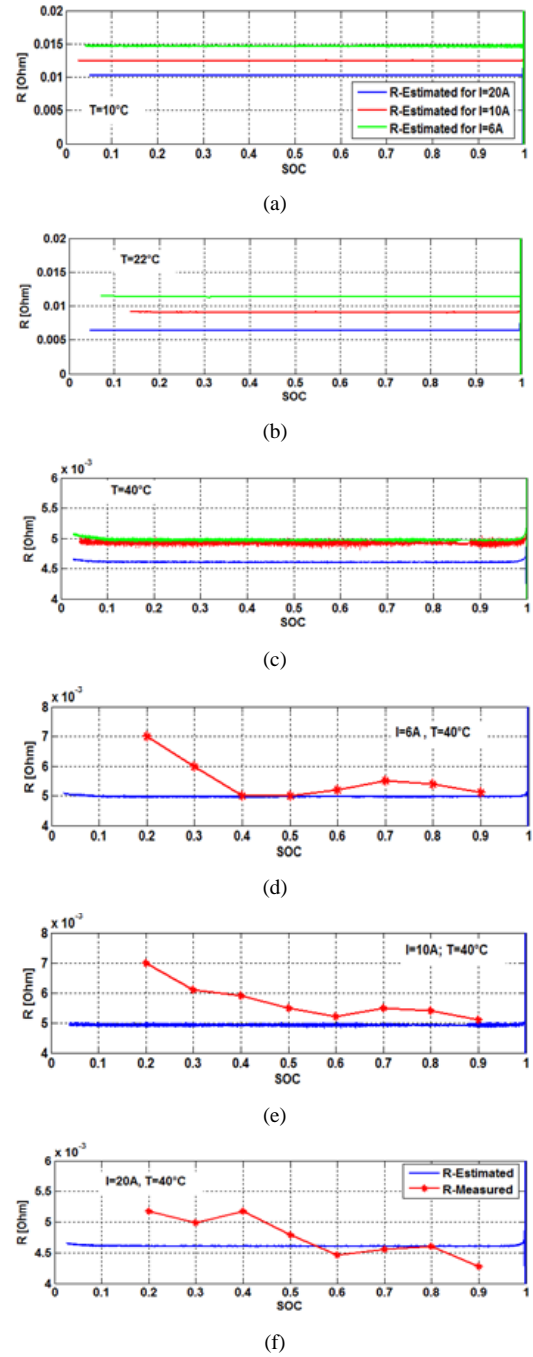 0.02
0.015
0.01
0.005
0
R [Ohm]
T=10°C
R-Estimated for I=20A
R-Estimated for I=10A
R-Estimated for I=6A
0 0.1 0.2 0.3 0.4 0.5 0.6 0.7 0.8 0.9 1
SOC
(a)
0.02
0.015
0.01
0.005
0
R [Ohm]
T=22°C
0 0.1 0.2 0.3 0.4 0.5 0.6 0.7 0.8 0.9 1
SOC
(b)
x 10⁻³
6
5.5
5
4.5
4
R [Ohm]
T=40°C
0 0.1 0.2 0.3 0.4 0.5 0.6 0.7 0.8 0.9 1
SOC
(c)
x 10⁻³
8
7
6
5
4
R [Ohm]
I=6A , T=40°C
0 0.1 0.2 0.3 0.4 0.5 0.6 0.7 0.8 0.9 1
SOC
(d)
x 10⁻³
8
7
6
5
4
R [Ohm]
I=10A; T=40°C
0 0.1 0.2 0.3 0.4 0.5 0.6 0.7 0.8 0.9 1
SOC
(e)
x 10⁻³
6
5.5
5
4.5
4
R [Ohm]
I=20A, T=40°C
R-Estimated
R-Measured
0 0.1 0.2 0.3 0.4 0.5 0.6 0.7 0.8 0.9 1
SOC
(f)